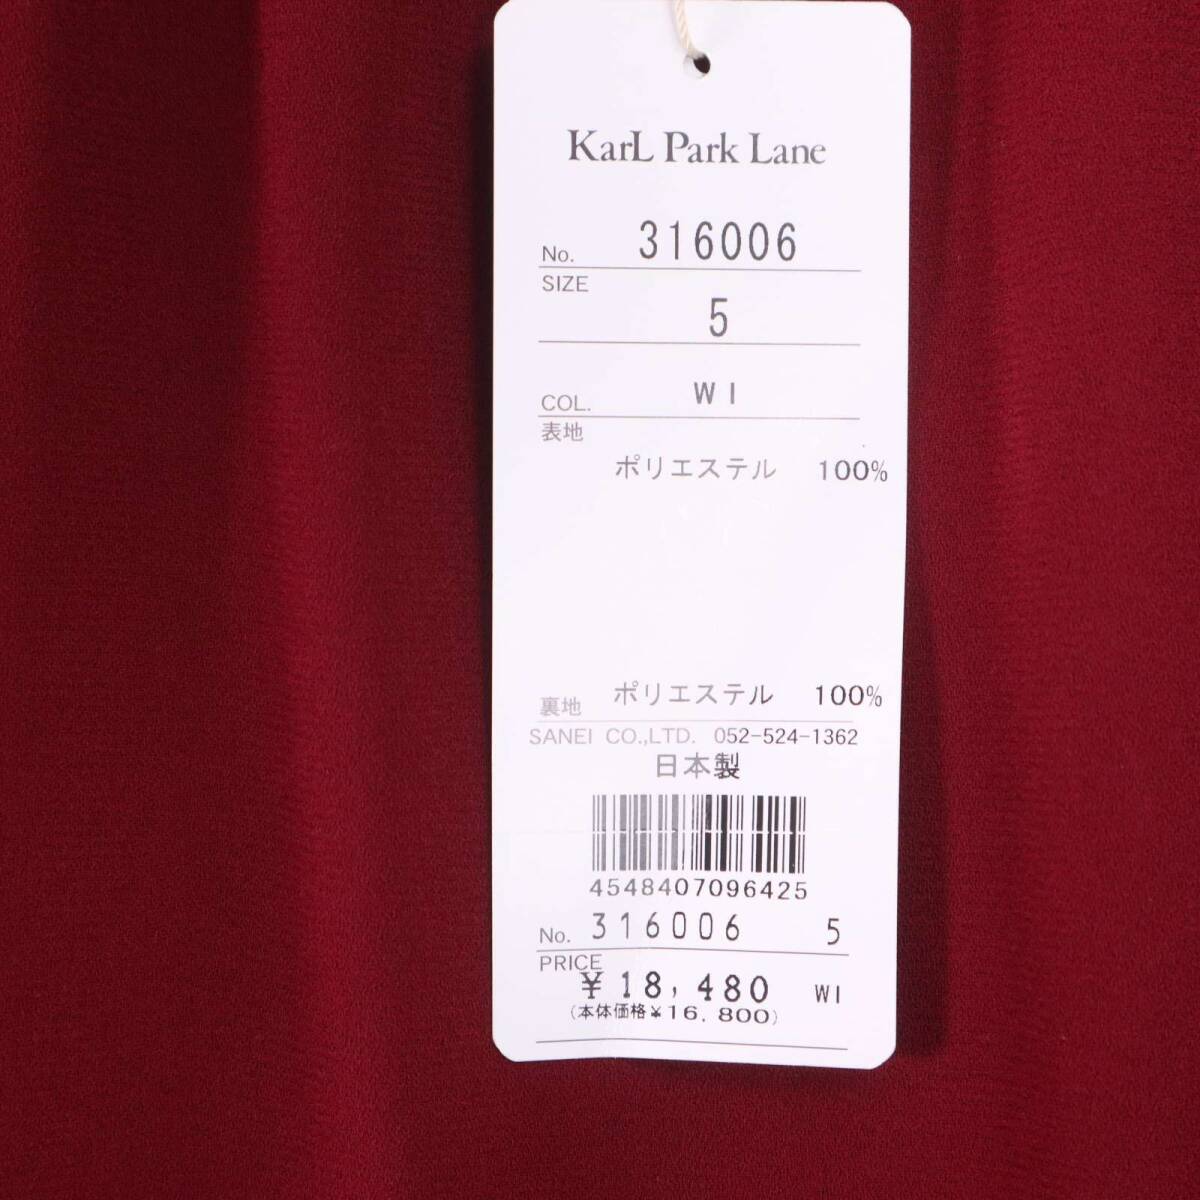 KarL Park Lane
No. 316006
SIZE
5
COL. WI
表地
ポリエステル 100%
裏地 ポリエステル 100%
SANEI CO.,LTD. 052-524-1362
日本製
4548407096425
No. 316006 5
PRICE
¥18,480 WI
(本体価格¥16.800)